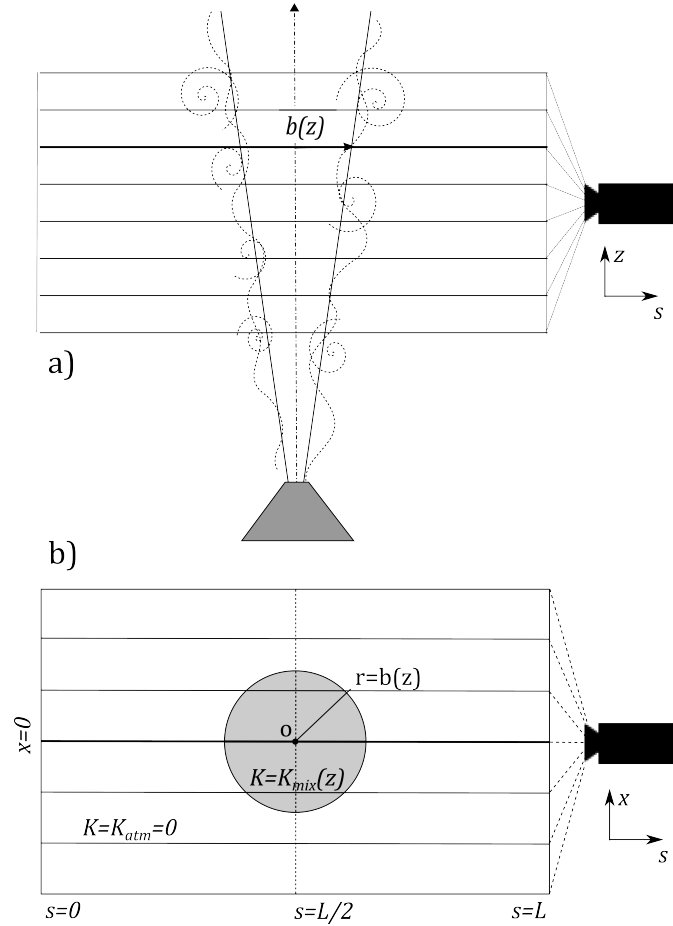 b(z)
z
s
a)
b)
r=b(z)
o
x=0
K=K_mix(z)
K=K_atm=0
x
s
s=0
s=L/2
s=L